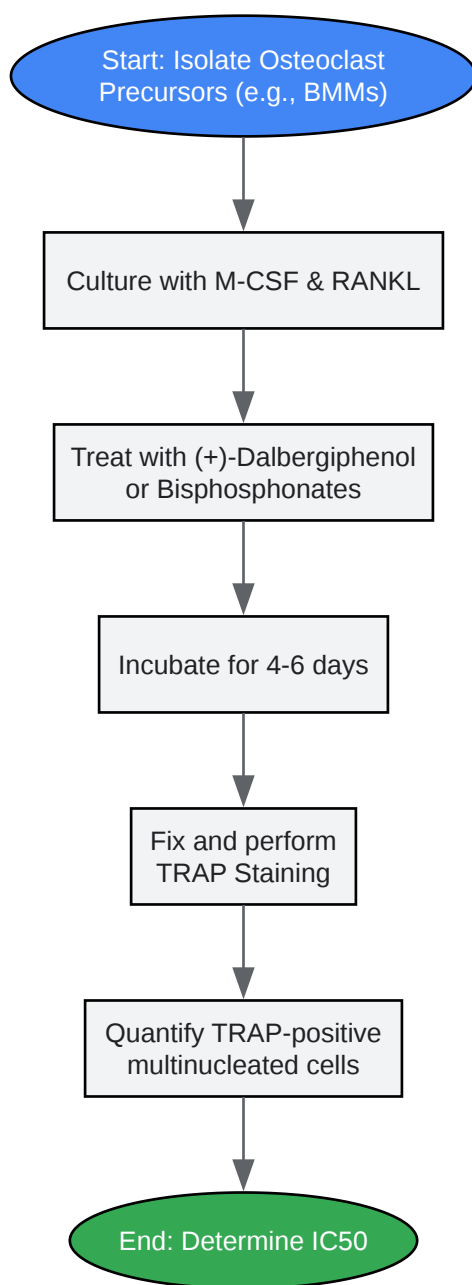 Start: Isolate Osteoclast
Precursors (e.g., BMMs)
Culture with M-CSF & RANKL
Treat with (+)-Dalbergiphenol
or Bisphosphonates
Incubate for 4-6 days
Fix and perform
TRAP Staining
Quantify TRAP-positive
multinucleated cells
End: Determine IC50